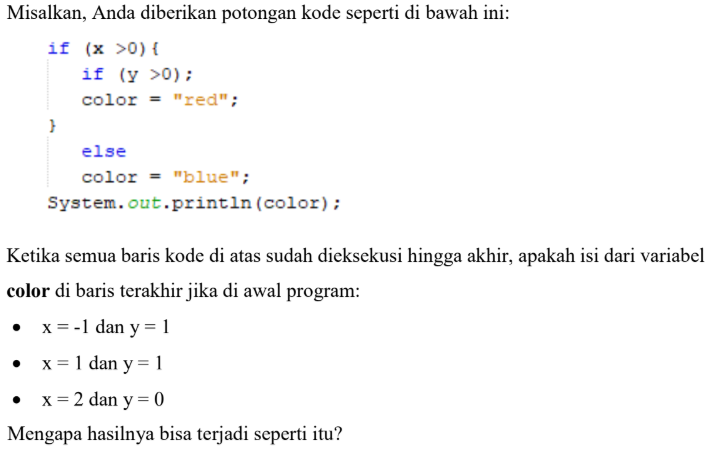 Misalkan, Anda diberikan potongan kode seperti di bawah ini:
if (x >0){
if (y >0);
color = "red";
}
else
color = "blue";
System.out.println(color);
Ketika semua baris kode di atas sudah dieksekusi hingga akhir, apakah isi dari variabel
color di baris terakhir jika di awal program:
• x = -1 dan y = 1
• x = 1 dan y = 1
• x = 2 dan y = 0
Mengapa hasilnya bisa terjadi seperti itu?